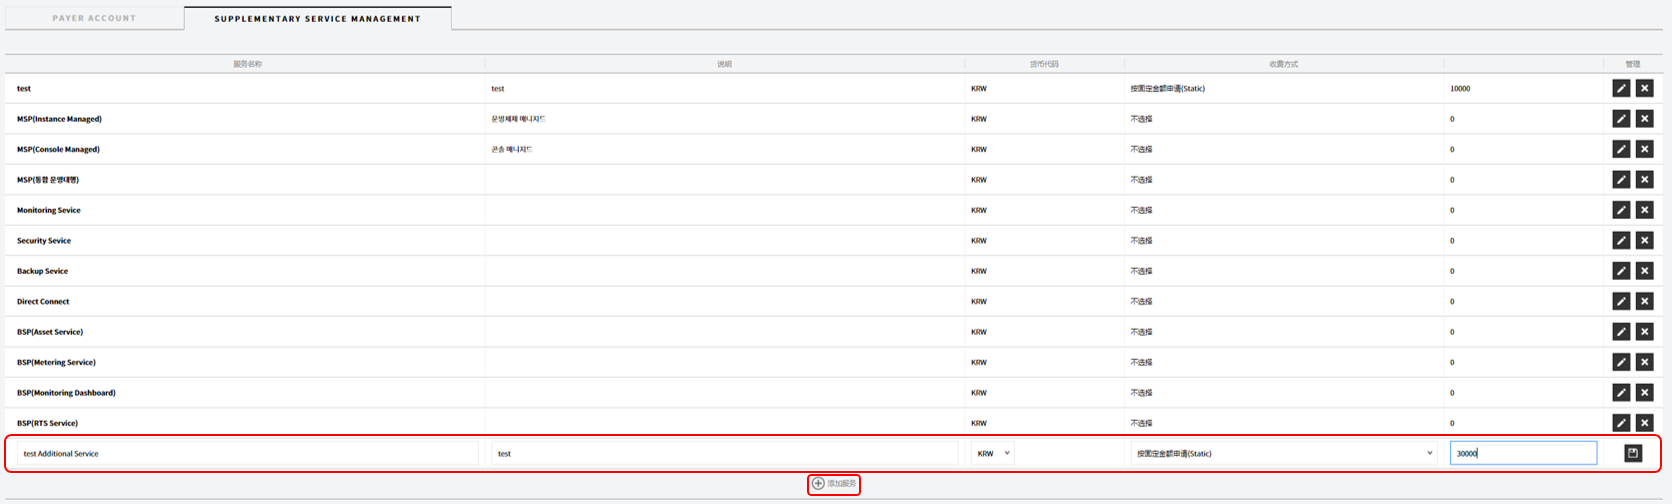 PAYER ACCOUNT SUPPLEMENTARY SERVICE MANAGEMENT
服务名称 说明 货币代码 收费方式 管理
test test KRW 按固定金额申请(Static) 10000
MSP(Instance Managed) 운영체제 매니지드 KRW 不选择 0
MSP(Console Managed) 콘솔 매니지드 KRW 不选择 0
MSP(통합 운영대행) KRW 不选择 0
Monitoring Sevice KRW 不选择 0
Security Sevice KRW 不选择 0
Backup Sevice KRW 不选择 0
Direct Connect KRW 不选择 0
BSP(Asset Service) KRW 不选择 0
BSP(Metering Service) KRW 不选择 0
BSP(Monitoring Dashboard) KRW 不选择 0
BSP(RTS Service) KRW 不选择 0
test Additional Service test KRW 按固定金额申请(Static) 30000
添加服务